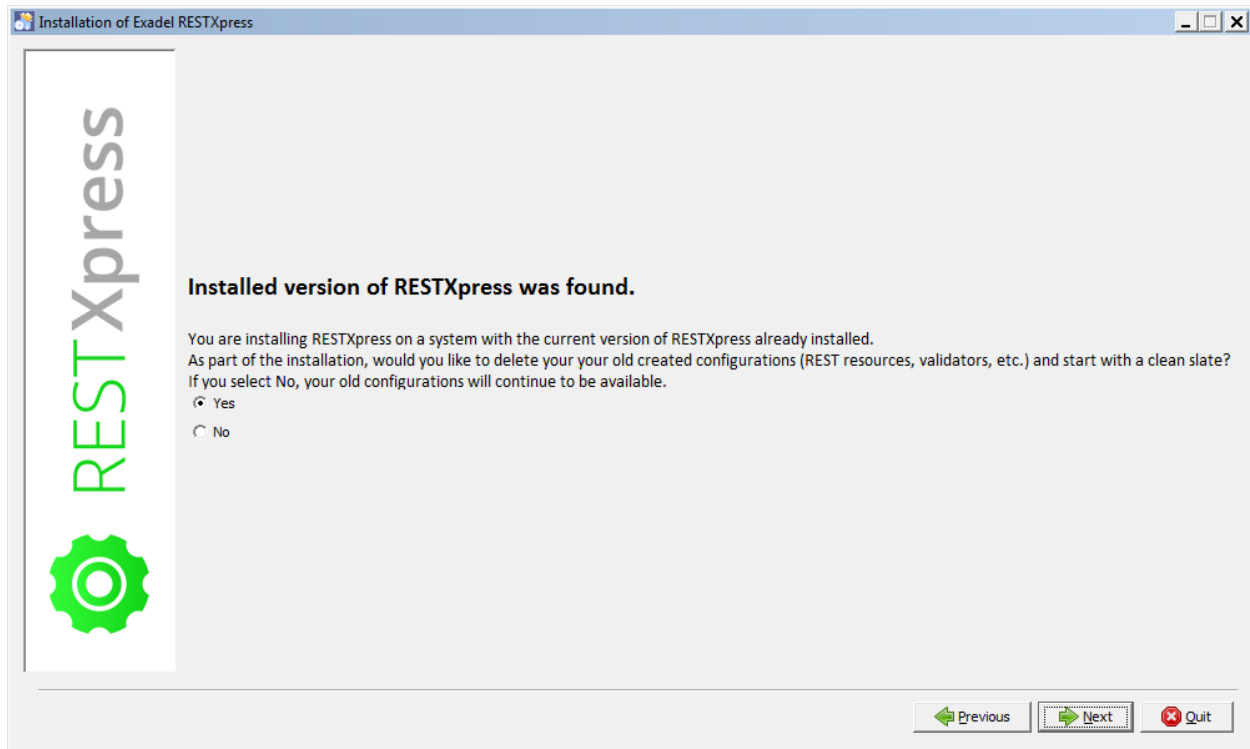 Installation of Exadel RESTXpress
RESTXpress
Installed version of RESTXpress was found.
You are installing RESTXpress on a system with the current version of RESTXpress already installed.
As part of the installation, would you like to delete your your old created configurations (REST resources, validators, etc.) and start with a clean slate?
If you select No, your old configurations will continue to be available.
Yes
No
Previous
Next
Quit